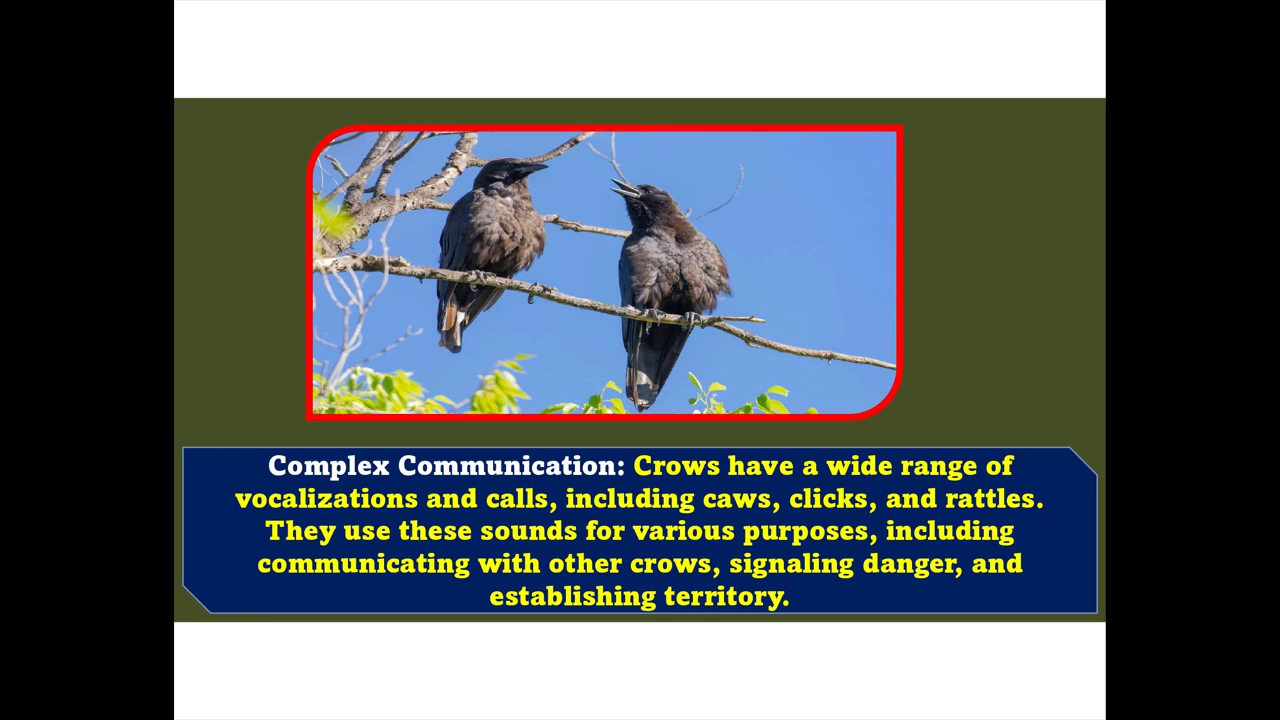 Complex Communication: Crows have a wide range of
vocalizations and calls, including caws, clicks, and rattles.
They use these sounds for various purposes, including
communicating with other crows, signaling danger, and
establishing territory.